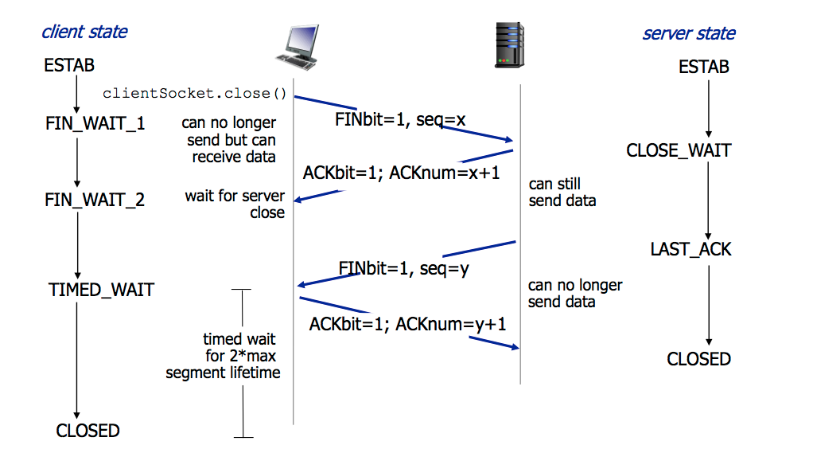 client state
server state
ESTAB
ESTAB
clientSocket.close()
FINbit=1, seq=x
FIN_WAIT_1
can no longer
send but can
receive data
CLOSE_WAIT
ACKbit=1; ACKnum=x+1
can still
send data
FIN_WAIT_2
wait for server
close
LAST_ACK
FINbit=1, seq=y
TIMED_WAIT
can no longer
send data
ACKbit=1; ACKnum=y+1
timed wait
for 2*max
segment lifetime
CLOSED
CLOSED